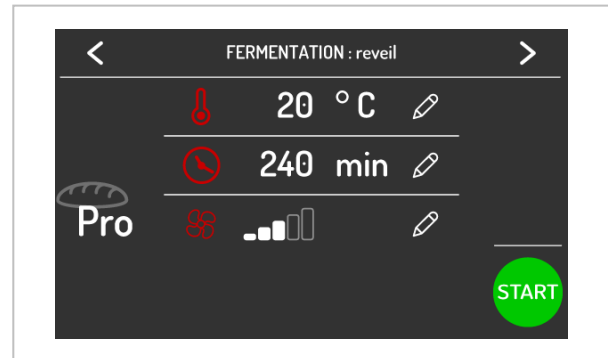 FERMENTATION : reveil
20 °C
240 min
Pro
START